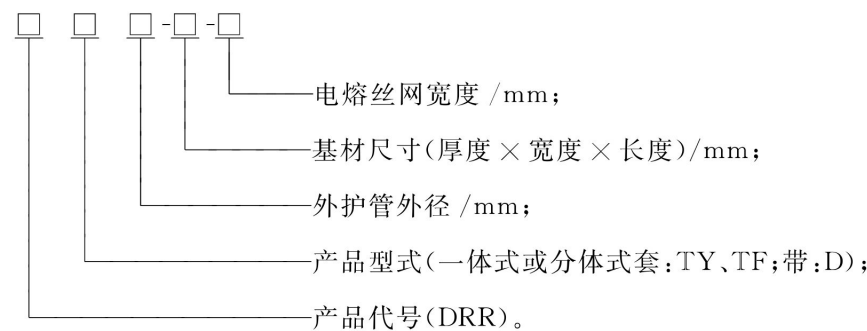 □ □ □-□-□
电熔丝网宽度 /mm;
基材尺寸(厚度×宽度×长度)/mm;
外护管外径 /mm;
产品型式(一体式或分体式套:TY、TF;带:D);
产品代号(DRR)。